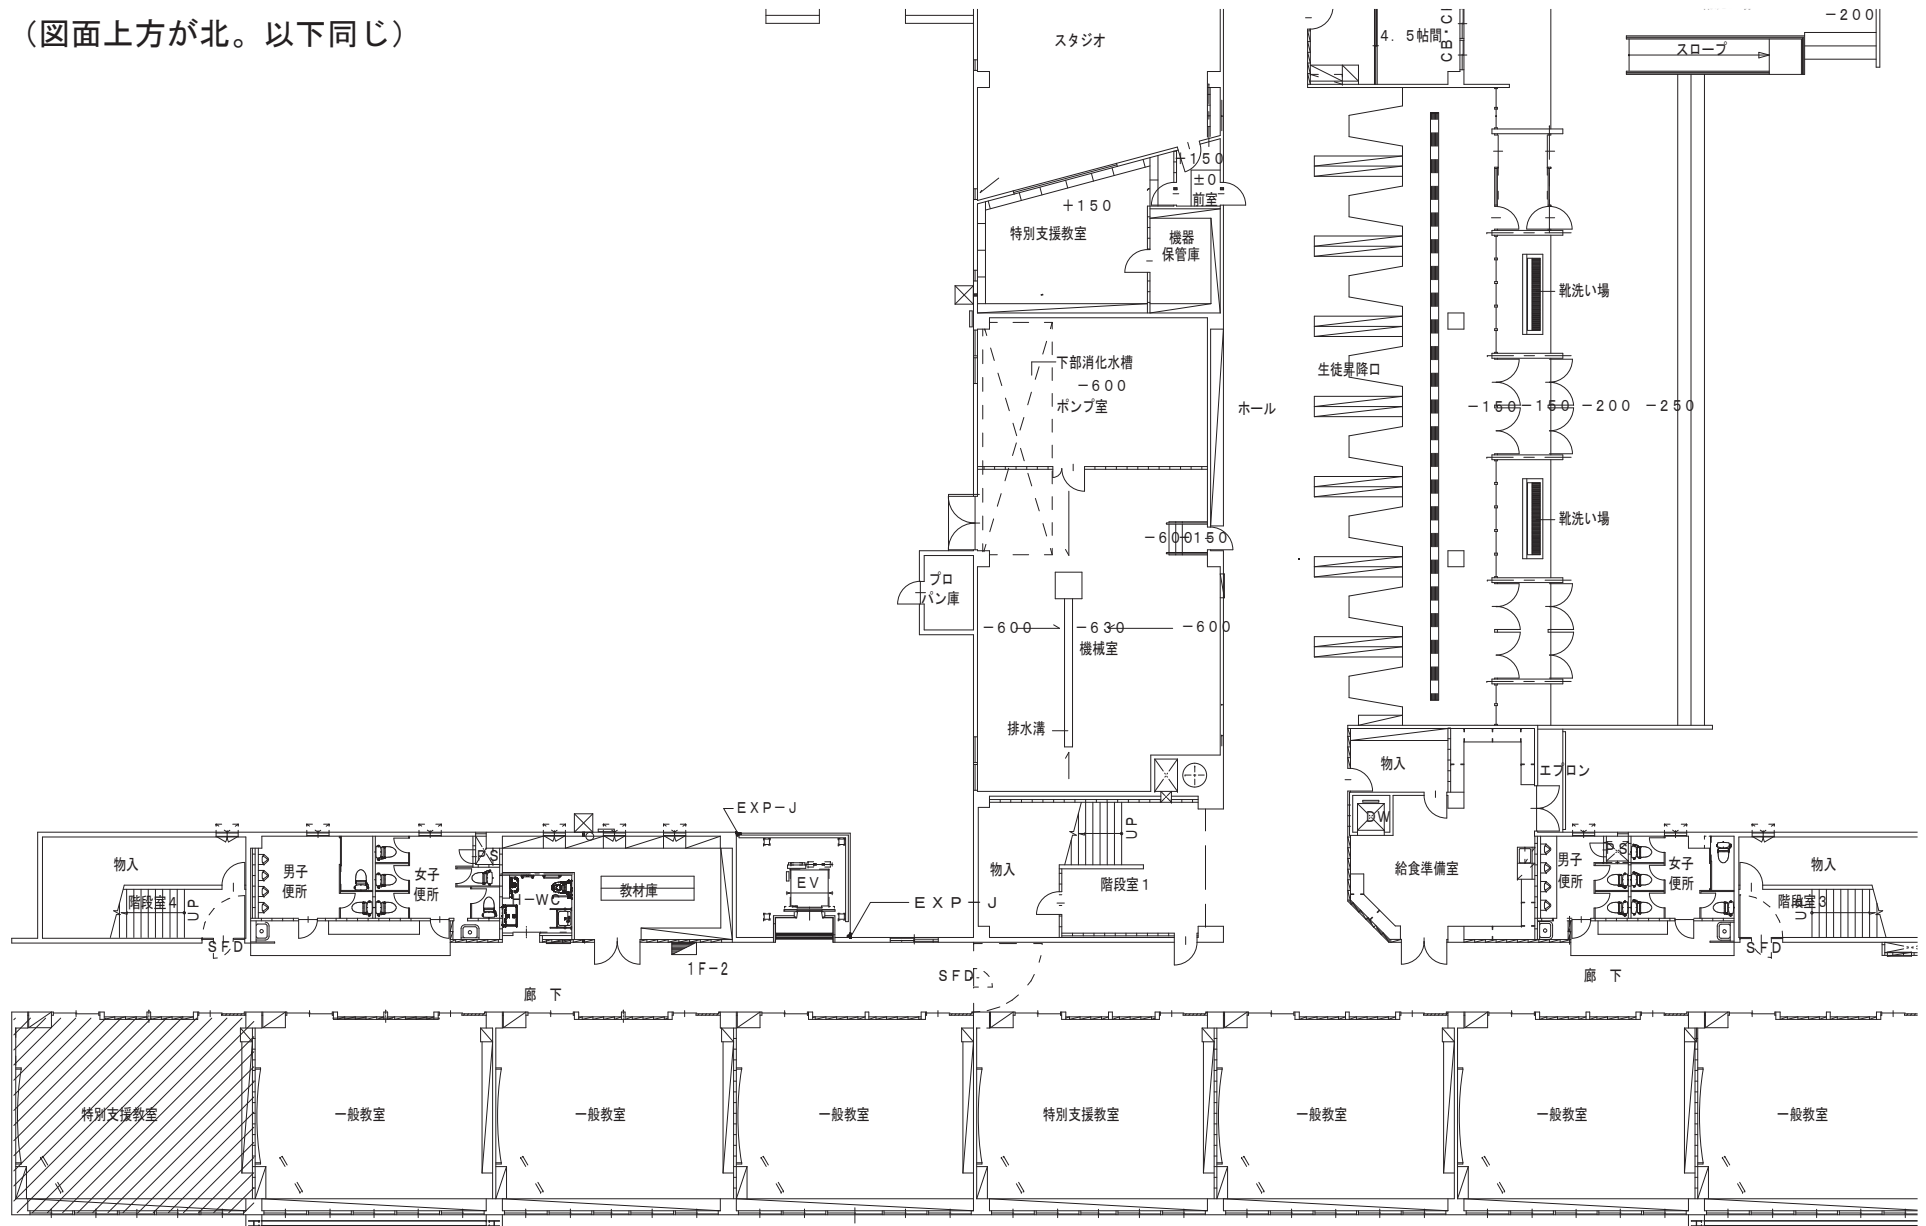 （図面上方が北。以下同じ）
スタジオ
4.5帖間
CB・C
-200
スロープ
+150
±0
前室
+150
特別支援教室
機器
保管庫
靴洗い場
下部消化水槽
-600
ポンプ室
生徒昇降口
ホール
-150
-150
-200
-250
靴洗い場
-600
-150
プロ
パン庫
-600
-630
-600
機械室
排水溝
物入
エプロン
EXP-J
DW
UP
物入
男子
便所
女子
便所
PS
階段室4
UP
-WC
教材庫
EV
EXP-J
物入
階段室1
給食準備室
男子
便所
PS
女子
便所
物入
階段室3
UP
SFD
1F-2
SFD
SFD
廊下
廊下
特別支援教室
一般教室
一般教室
一般教室
特別支援教室
一般教室
一般教室
一般教室